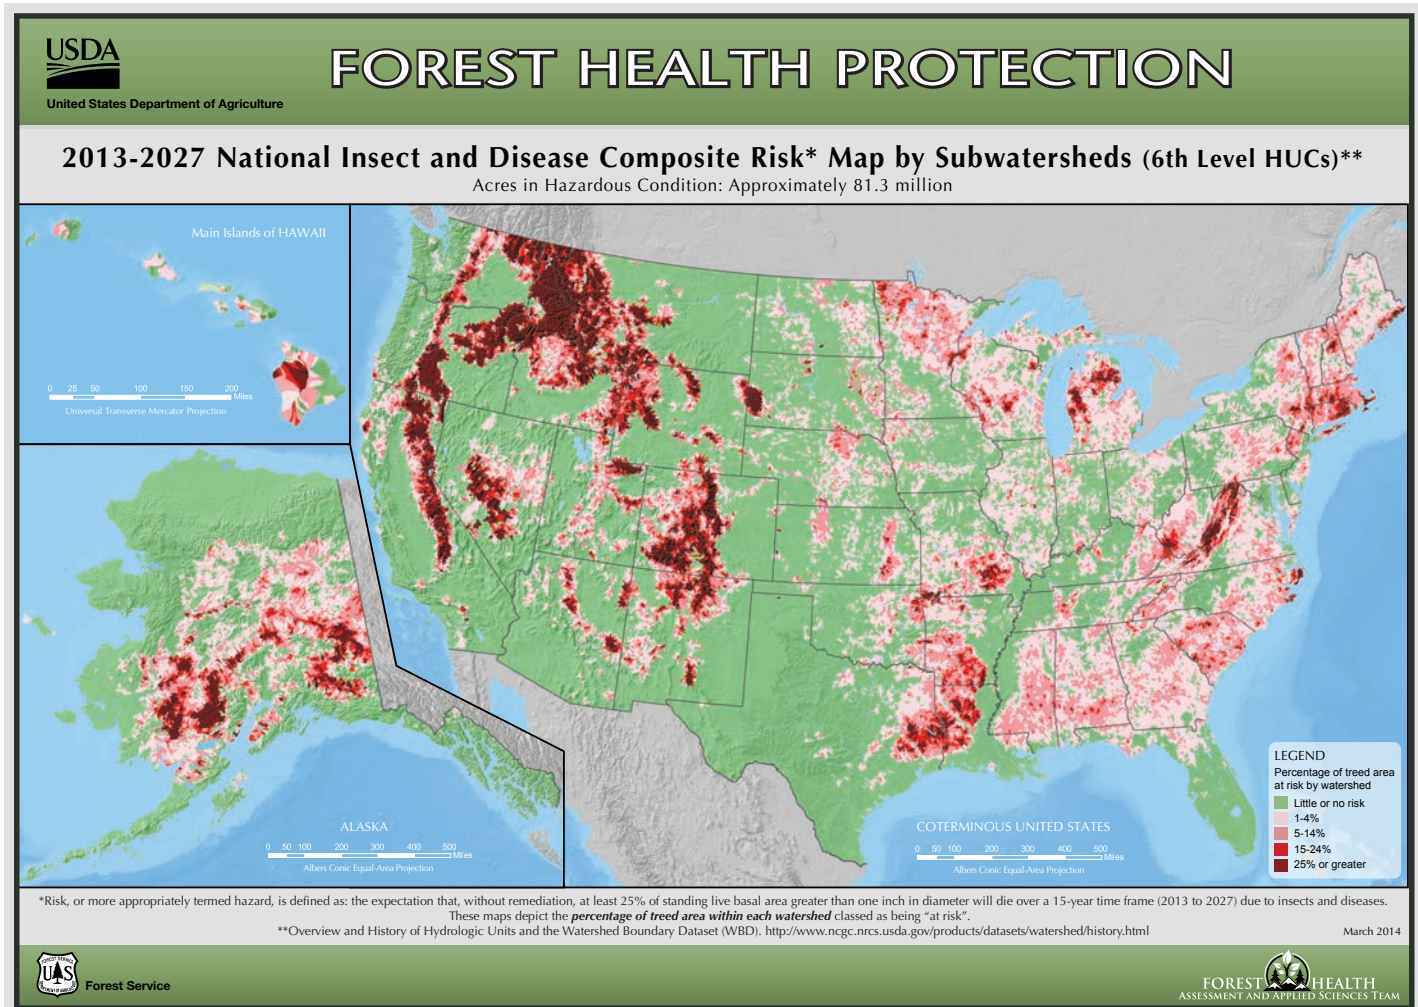 USDA
United States Department of Agriculture
FOREST HEALTH PROTECTION
2013-2027 National Insect and Disease Composite Risk* Map by Subwatersheds (6th Level HUCs)**
Acres in Hazardous Condition: Approximately 81.3 million
Main Islands of HAWAII
0 25 50 100 150 200
Miles
Universal Transverse Mercator Projection
ALASKA
0 50 100 200 300 400 500
Miles
Albers Conic Equal-Area Projection
COTERMINOUS UNITED STATES
0 50 100 200 300 400 500
Miles
Albers Conic Equal-Area Projection
LEGEND
Percentage of treed area
at risk by watershed
Little or no risk
1-4%
5-14%
15-24%
25% or greater
*Risk, or more appropriately termed hazard, is defined as: the expectation that, without remediation, at least 25% of standing live basal area greater than one inch in diameter will die over a 15-year time frame (2013 to 2027) due to insects and diseases.
These maps depict the percentage of treed area within each watershed classed as being "at risk".
**Overview and History of Hydrologic Units and the Watershed Boundary Dataset (WBD). http://www.ncgc.nrcs.usda.gov/products/datasets/watershed/history.html
March 2014
FOREST SERVICE
U S
DEPARTMENT OF AGRICULTURE
Forest Service
FOREST HEALTH
ASSESSMENT AND APPLIED SCIENCES TEAM